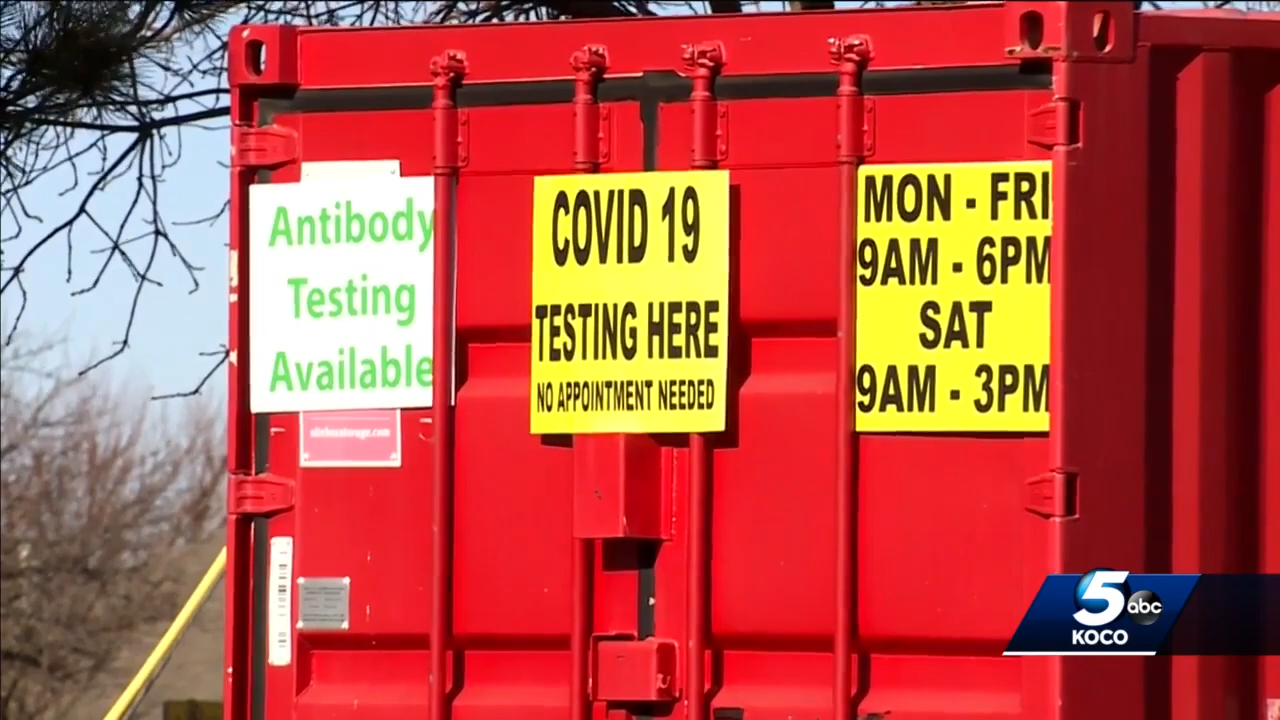 Antibody
Testing
Available
COVID 19
TESTING HERE
NO APPOINTMENT NEEDED
MON - FRI
9AM - 6PM
SAT
9AM - 3PM
5 abc
KOCO